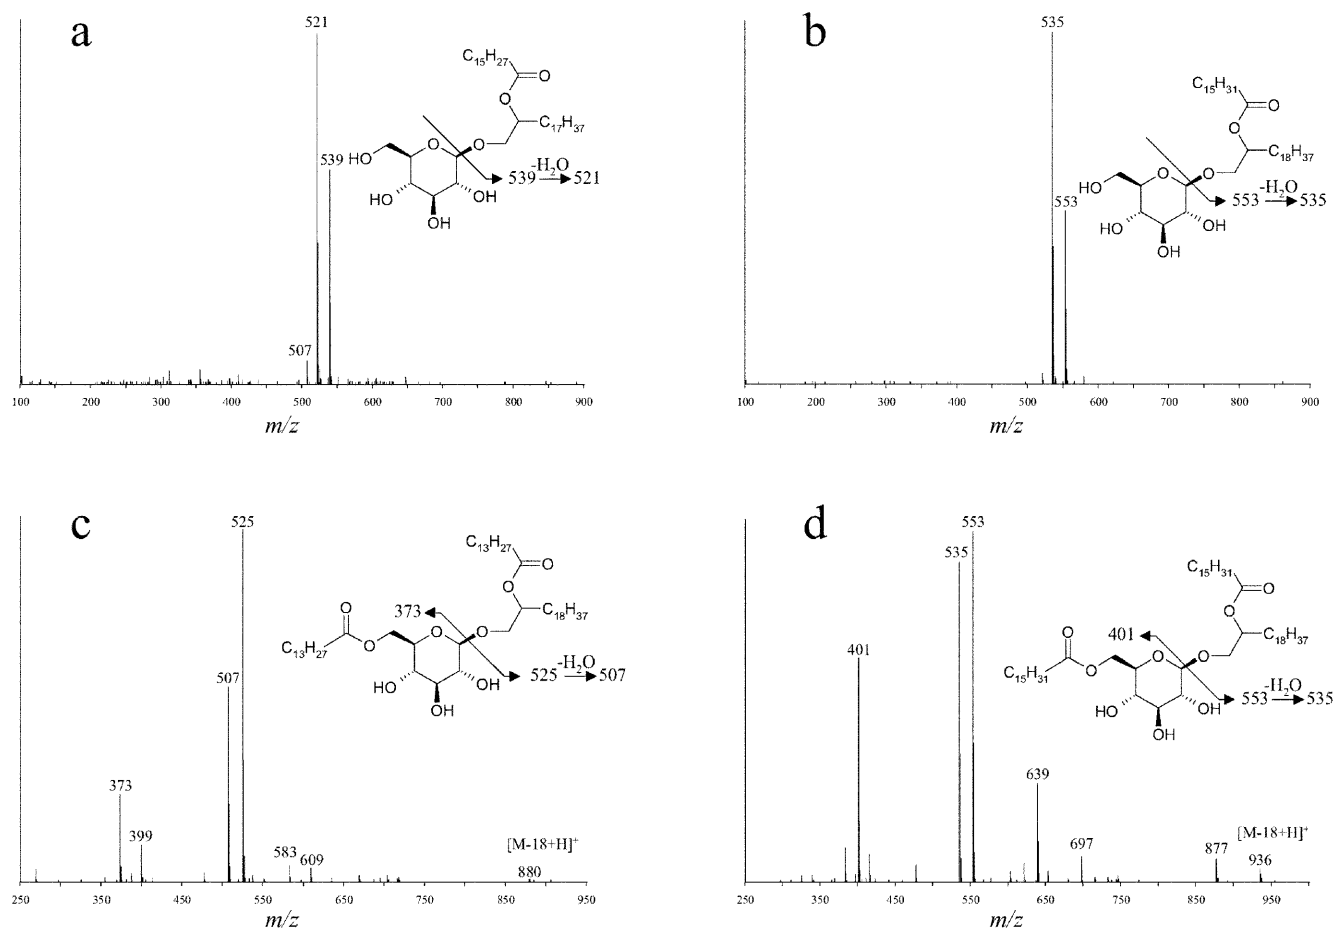 a
521
539
507
C15H27
O
O
C17H37
O
O
HO
HO
OH
OH
-H2O
539 521
100 200 300 400 500 600 700 800 900
m/z
b
535
553
C15H31
O
O
C18H37
O
O
HO
HO
OH
OH
-H2O
553 535
100 200 300 400 500 600 700 800 900
m/z
c
525
507
373
399
583
609
[M-18+H]+
880
C13H27
O
O
C18H37
373
O
O
O
O
C13H27
HO
OH
OH
-H2O
525 507
250 350 450 550 650 750 850 950
m/z
d
553
535
401
639
697
877
[M-18+H]+
936
C15H31
O
O
C18H37
401
O
O
O
O
C15H31
HO
OH
OH
-H2O
553 535
250 350 450 550 650 750 850 950
m/z